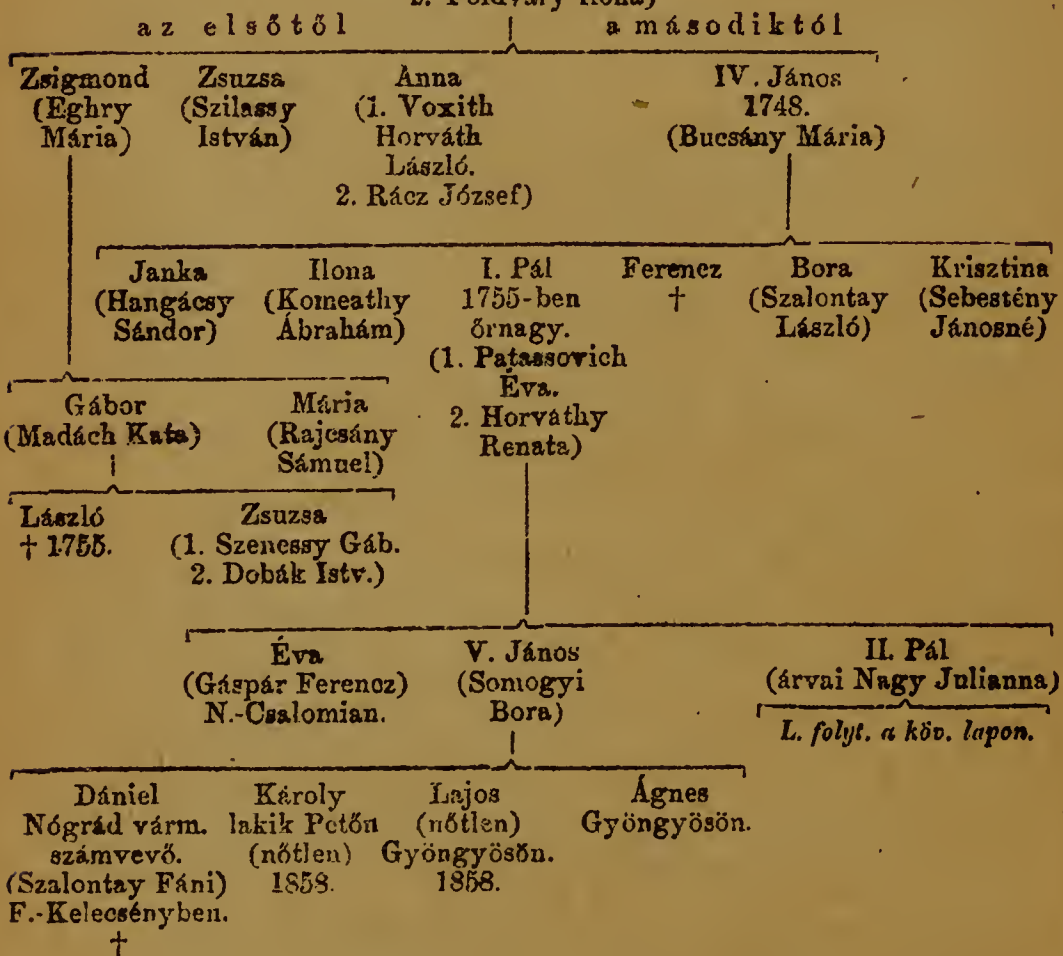 2. Földváry Ilona)
az elsőtől a másodiktól
Zsigmond Zsuzsa Anna IV. János
(Eghry (Szilassy (1. Voxith 1748.
Mária) István) Horváth (Bucsány Mária)
László.
2. Rácz József)
Janka Ilona I. Pál Ferencz Bora Krisztina
(Hangácsy (Komeathy 1755-ben † (Szalontay (Sebestény
Sándor) Ábrahám) őrnagy. László) Jánosné)
(1. Patassovich
Éva.
Gábor Mária 2. Horváthy
(Madách Kata) (Rajcsány Renata)
Sámuel)
László Zsuzsa
† 1755. (1. Szenessy Gáb.
2. Dobák Istv.)
Éva V. János II. Pál
(Gáspár Ferencz) (Somogyi (árvai Nagy Julianna)
N.-Csalomian. Bora) L. folyt. a köv. lapon.
Dániel Károly Lajos Ágnes
Nógrád várm. lakik Petőn (nőtlen) Gyöngyösön.
számvevő. (nőtlen) Gyöngyösön.
(Szalontay Fáni) 1858. 1858.
F.-Kelecsényben.
†